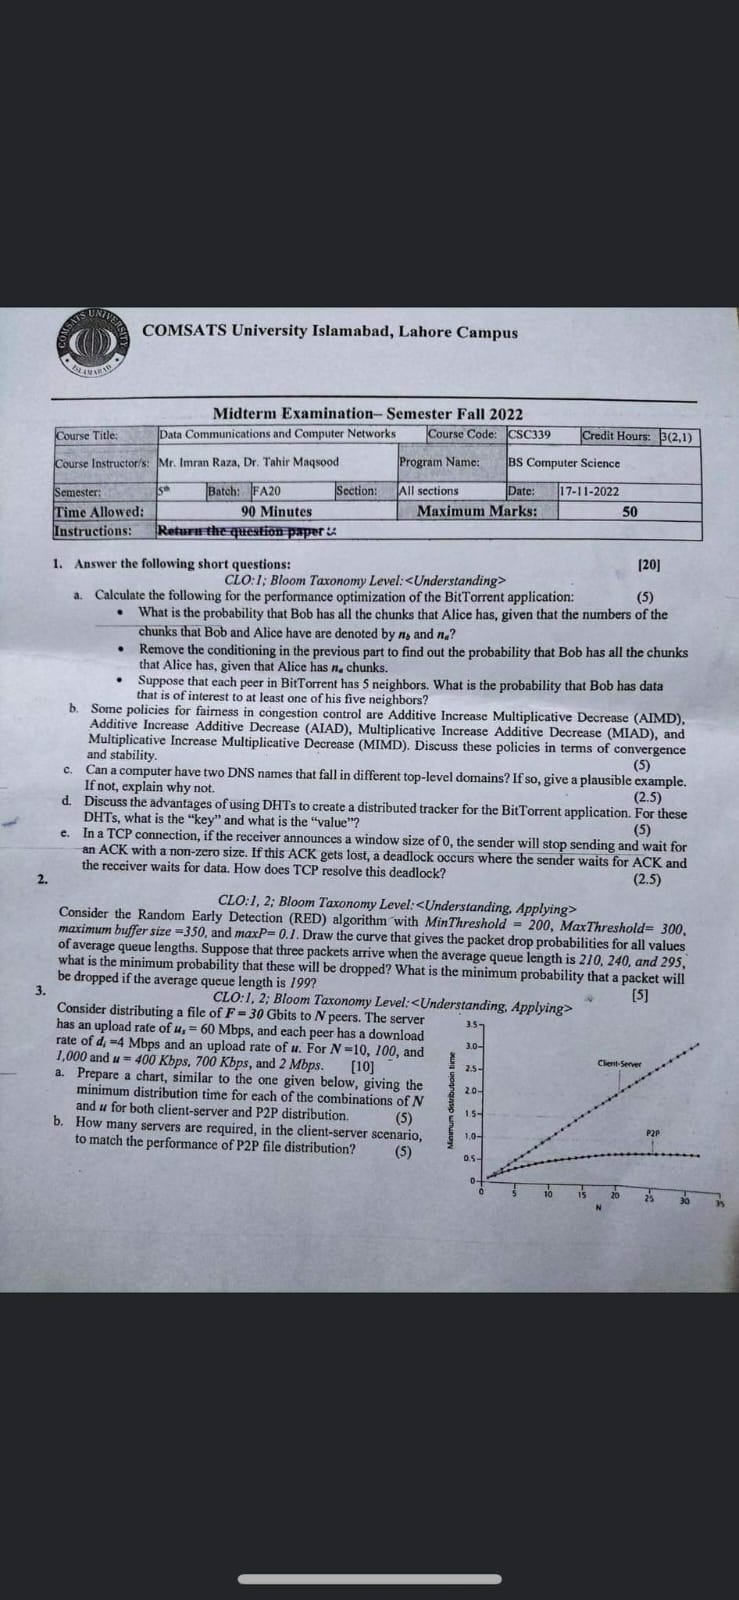 COMSATS UNIVERSITY
ISLAMABAD
COMSATS University Islamabad, Lahore Campus
Midterm Examination– Semester Fall 2022
Course Title: Data Communications and Computer Networks Course Code: CSC339 Credit Hours: 3(2,1)
Course Instructor/s: Mr. Imran Raza, Dr. Tahir Maqsood Program Name: BS Computer Science
Semester: 5th Batch: FA20 Section: All sections Date: 17-11-2022
Time Allowed: 90 Minutes Maximum Marks: 50
Instructions: Return the question paper
1. Answer the following short questions: [20]
CLO:1; Bloom Taxonomy Level: <Understanding>
a. Calculate the following for the performance optimization of the BitTorrent application: (5)
• What is the probability that Bob has all the chunks that Alice has, given that the numbers of the
chunks that Bob and Alice have are denoted by nb and na?
• Remove the conditioning in the previous part to find out the probability that Bob has all the chunks
that Alice has, given that Alice has na chunks.
• Suppose that each peer in BitTorrent has 5 neighbors. What is the probability that Bob has data
that is of interest to at least one of his five neighbors?
b. Some policies for fairness in congestion control are Additive Increase Multiplicative Decrease (AIMD),
Additive Increase Additive Decrease (AIAD), Multiplicative Increase Additive Decrease (MIAD), and
Multiplicative Increase Multiplicative Decrease (MIMD). Discuss these policies in terms of convergence
and stability. (5)
c. Can a computer have two DNS names that fall in different top-level domains? If so, give a plausible example.
If not, explain why not. (2.5)
d. Discuss the advantages of using DHTs to create a distributed tracker for the BitTorrent application. For these
DHTs, what is the “key” and what is the “value”? (5)
e. In a TCP connection, if the receiver announces a window size of 0, the sender will stop sending and wait for
an ACK with a non-zero size. If this ACK gets lost, a deadlock occurs where the sender waits for ACK and
the receiver waits for data. How does TCP resolve this deadlock? (2.5)
2.
CLO:1, 2; Bloom Taxonomy Level: <Understanding, Applying>
Consider the Random Early Detection (RED) algorithm with MinThreshold = 200, MaxThreshold= 300,
maximum buffer size =350, and maxP= 0.1. Draw the curve that gives the packet drop probabilities for all values
of average queue lengths. Suppose that three packets arrive when the average queue length is 210, 240, and 295,
what is the minimum probability that these will be dropped? What is the minimum probability that a packet will
be dropped if the average queue length is 199? [5]
3.
CLO:1, 2; Bloom Taxonomy Level: <Understanding, Applying>
Consider distributing a file of F = 30 Gbits to N peers. The server
has an upload rate of us = 60 Mbps, and each peer has a download
rate of di =4 Mbps and an upload rate of u. For N =10, 100, and
1,000 and u = 400 Kbps, 700 Kbps, and 2 Mbps. [10]
a. Prepare a chart, similar to the one given below, giving the
minimum distribution time for each of the combinations of N
and u for both client-server and P2P distribution. (5)
b. How many servers are required, in the client-server scenario,
to match the performance of P2P file distribution? (5)
Minimum distribution time
3.5
3.0
2.5
2.0
1.5
1.0
0.5
0
Client-Server
P2P
0 5 10 15 20 25 30 35
N